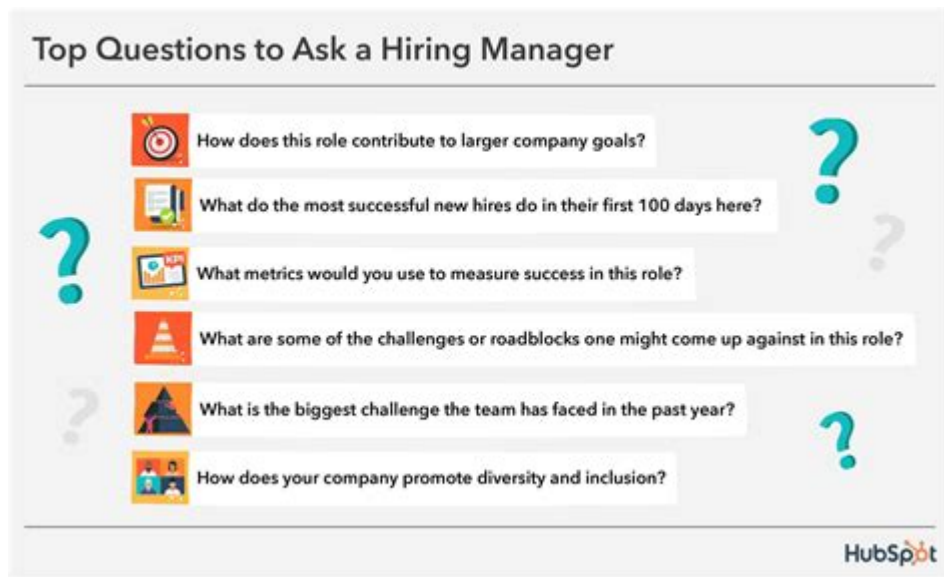 Top Questions to Ask a Hiring Manager
How does this role contribute to larger company goals?
What do the most successful new hires do in their first 100 days here?
KPI
What metrics would you use to measure success in this role?
What are some of the challenges or roadblocks one might come up against in this role?
What is the biggest challenge the team has faced in the past year?
How does your company promote diversity and inclusion?
HubSpot